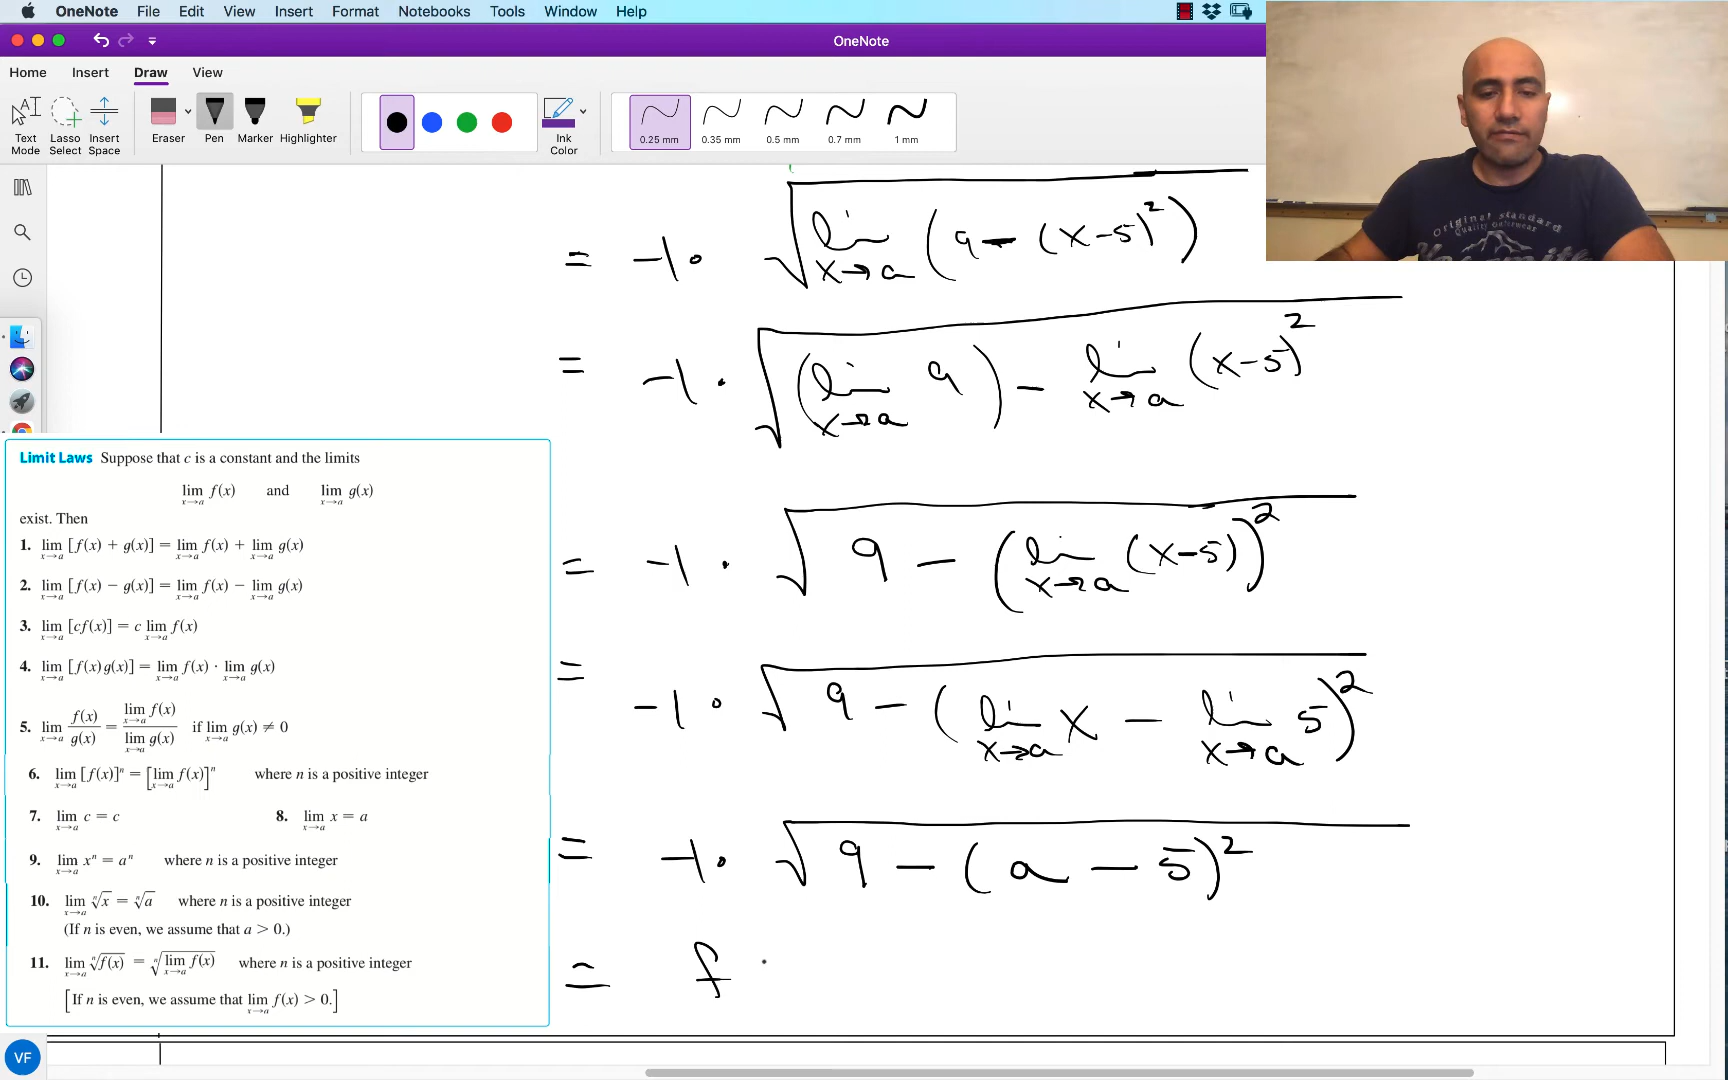 OneNote File Edit View Insert Format Notebooks Tools Window Help
OneNote
Home Insert Draw View
Text Mode
Lasso Select
Insert Space
Eraser
Pen
Marker
Highlighter
Ink Color
0.25 mm
0.35 mm
0.5 mm
0.7 mm
1 mm
Original standard
Quality Outerwear
= -1 · √(lim x→a (9 - (x-5)²))
= -1 · √((lim x→a 9) - lim x→a (x-5)²)
= -1 · √(9 - (lim x→a (x-5))²)
= -1 · √(9 - (lim x→a x - lim x→a 5)²)
= -1 · √(9 - (a - 5)²)
= f
Limit Laws Suppose that c is a constant and the limits
lim x→a f(x) and lim x→a g(x)
exist. Then
1. lim x→a [f(x) + g(x)] = lim x→a f(x) + lim x→a g(x)
2. lim x→a [f(x) − g(x)] = lim x→a f(x) − lim x→a g(x)
3. lim x→a [cf(x)] = c lim x→a f(x)
4. lim x→a [f(x)g(x)] = lim x→a f(x) · lim x→a g(x)
5. lim x→a f(x)/g(x) = lim x→a f(x) / lim x→a g(x) if lim x→a g(x) ≠ 0
6. lim x→a [f(x)]ⁿ = [lim x→a f(x)]ⁿ where n is a positive integer
7. lim x→a c = c 8. lim x→a x = a
9. lim x→a xⁿ = aⁿ where n is a positive integer
10. lim x→a ⁿ√x = ⁿ√a where n is a positive integer
(If n is even, we assume that a > 0.)
11. lim x→a ⁿ√f(x) = ⁿ√(lim x→a f(x)) where n is a positive integer
[If n is even, we assume that lim x→a f(x) > 0.]
VF